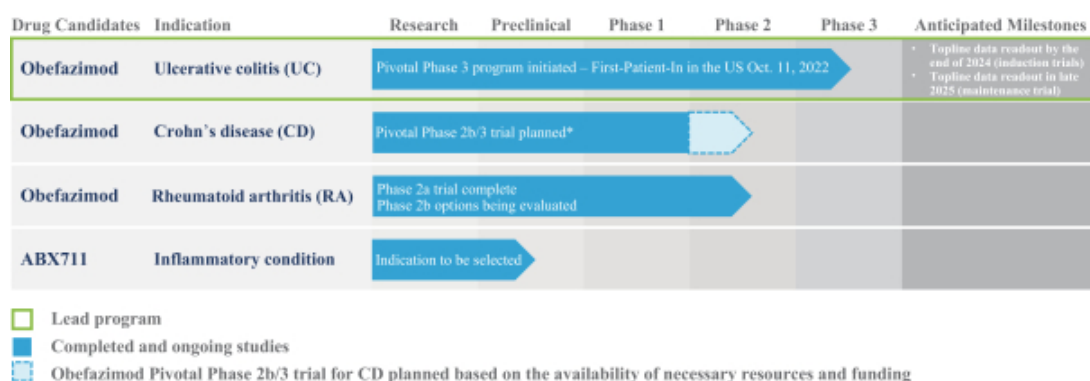 Drug Candidates Indication Research Preclinical Phase 1 Phase 2 Phase 3 Anticipated Milestones
Obefazimod Ulcerative colitis (UC) Pivotal Phase 3 program initiated – First-Patient-In in the US Oct. 11, 2022
• Topline data readout by the
end of 2024 (induction trials)
• Topline data readout in late
2025 (maintenance trial)
Obefazimod Crohn's disease (CD) Pivotal Phase 2b/3 trial planned*
Obefazimod Rheumatoid arthritis (RA)
Phase 2a trial complete
Phase 2b options being evaluated
ABX711 Inflammatory condition Indication to be selected
Lead program
Completed and ongoing studies
Obefazimod Pivotal Phase 2b/3 trial for CD planned based on the availability of necessary resources and funding